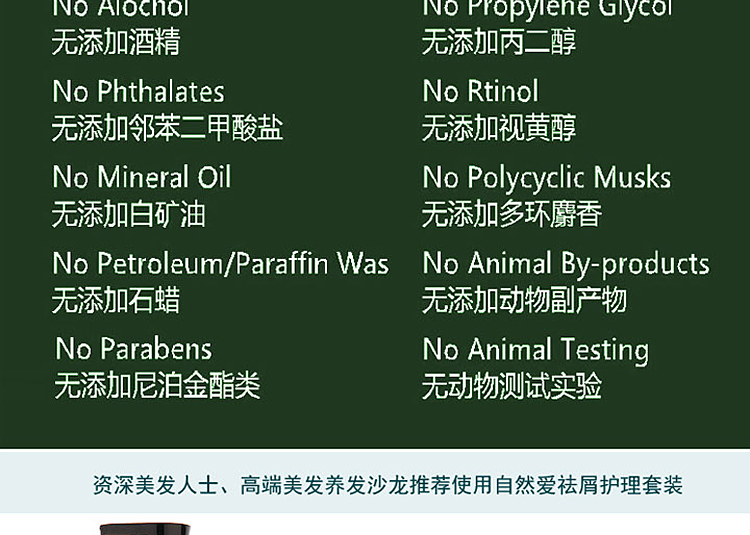 No Alochol
无添加酒精
No Propylene Glycol
无添加丙二醇
No Phthalates
无添加邻苯二甲酸盐
No Rtinol
无添加视黄醇
No Mineral Oil
无添加白矿油
No Polycyclic Musks
无添加多环麝香
No Petroleum/Paraffin Was
无添加石蜡
No Animal By-products
无添加动物副产物
No Parabens
无添加尼泊金酯类
No Animal Testing
无动物测试实验
资深美发人士、高端美发养发沙龙推荐使用自然爱祛屑护理套装